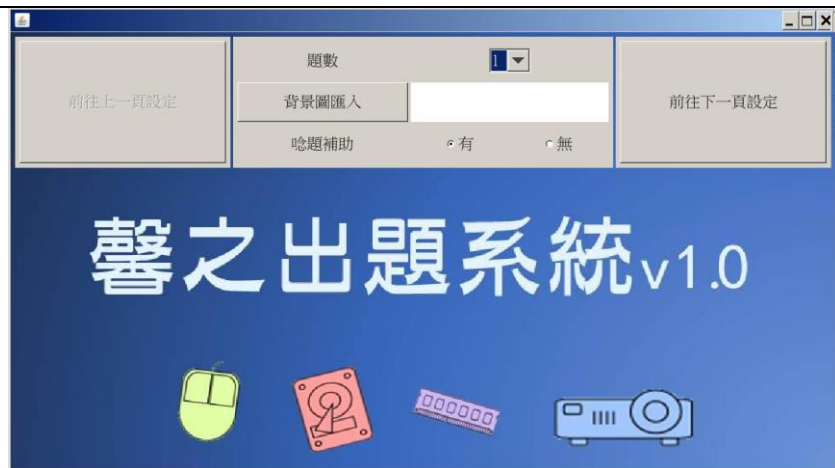 前往上一頁設定
題數
1
背景圖匯入
唸題補助
有
無
前往下一頁設定
馨之出題系統v1.0